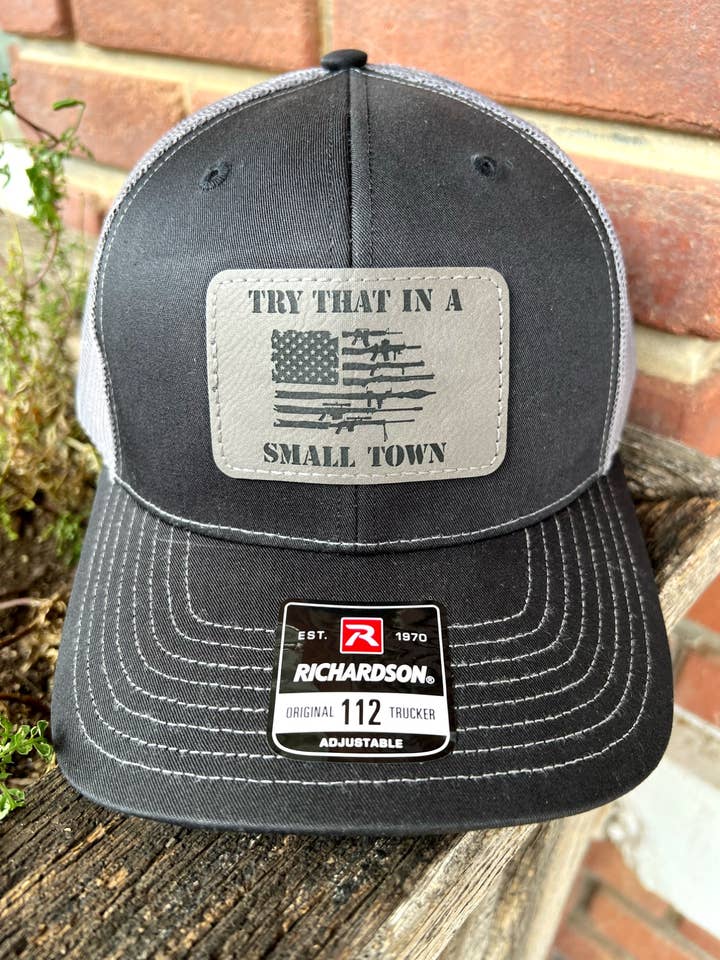 TRY THAT IN A
SMALL TOWN
EST. R 1970
RICHARDSON®
ORIGINAL 112 TRUCKER
ADJUSTABLE